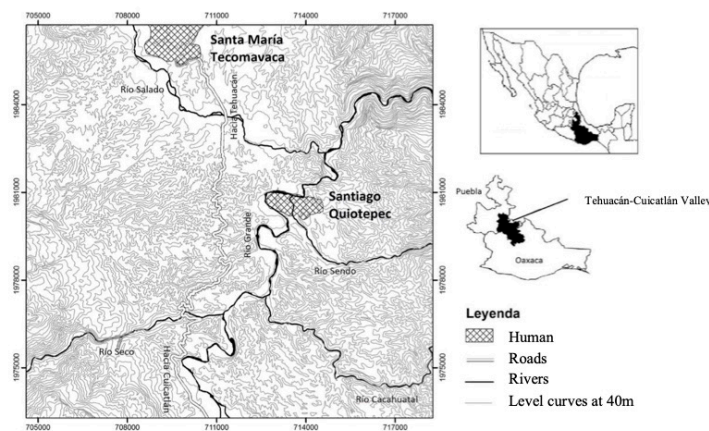 705000 708000 711000 714000 717000
Santa María
Tecomavaca
Río Salado
Hacia Tehuacán
1984000
1984000
1981000
1981000
Santiago
Quiotepec
Río Grande
Río Sendo
1978000
1978000
Río Seco
Hacia Cuicatlán
1975000
1975000
Río Cacahuatal
705000 708000 711000 714000 717000
Puebla
Tehuacán-Cuicatlán Valley
Oaxaca
Leyenda
Human
Roads
Rivers
Level curves at 40m